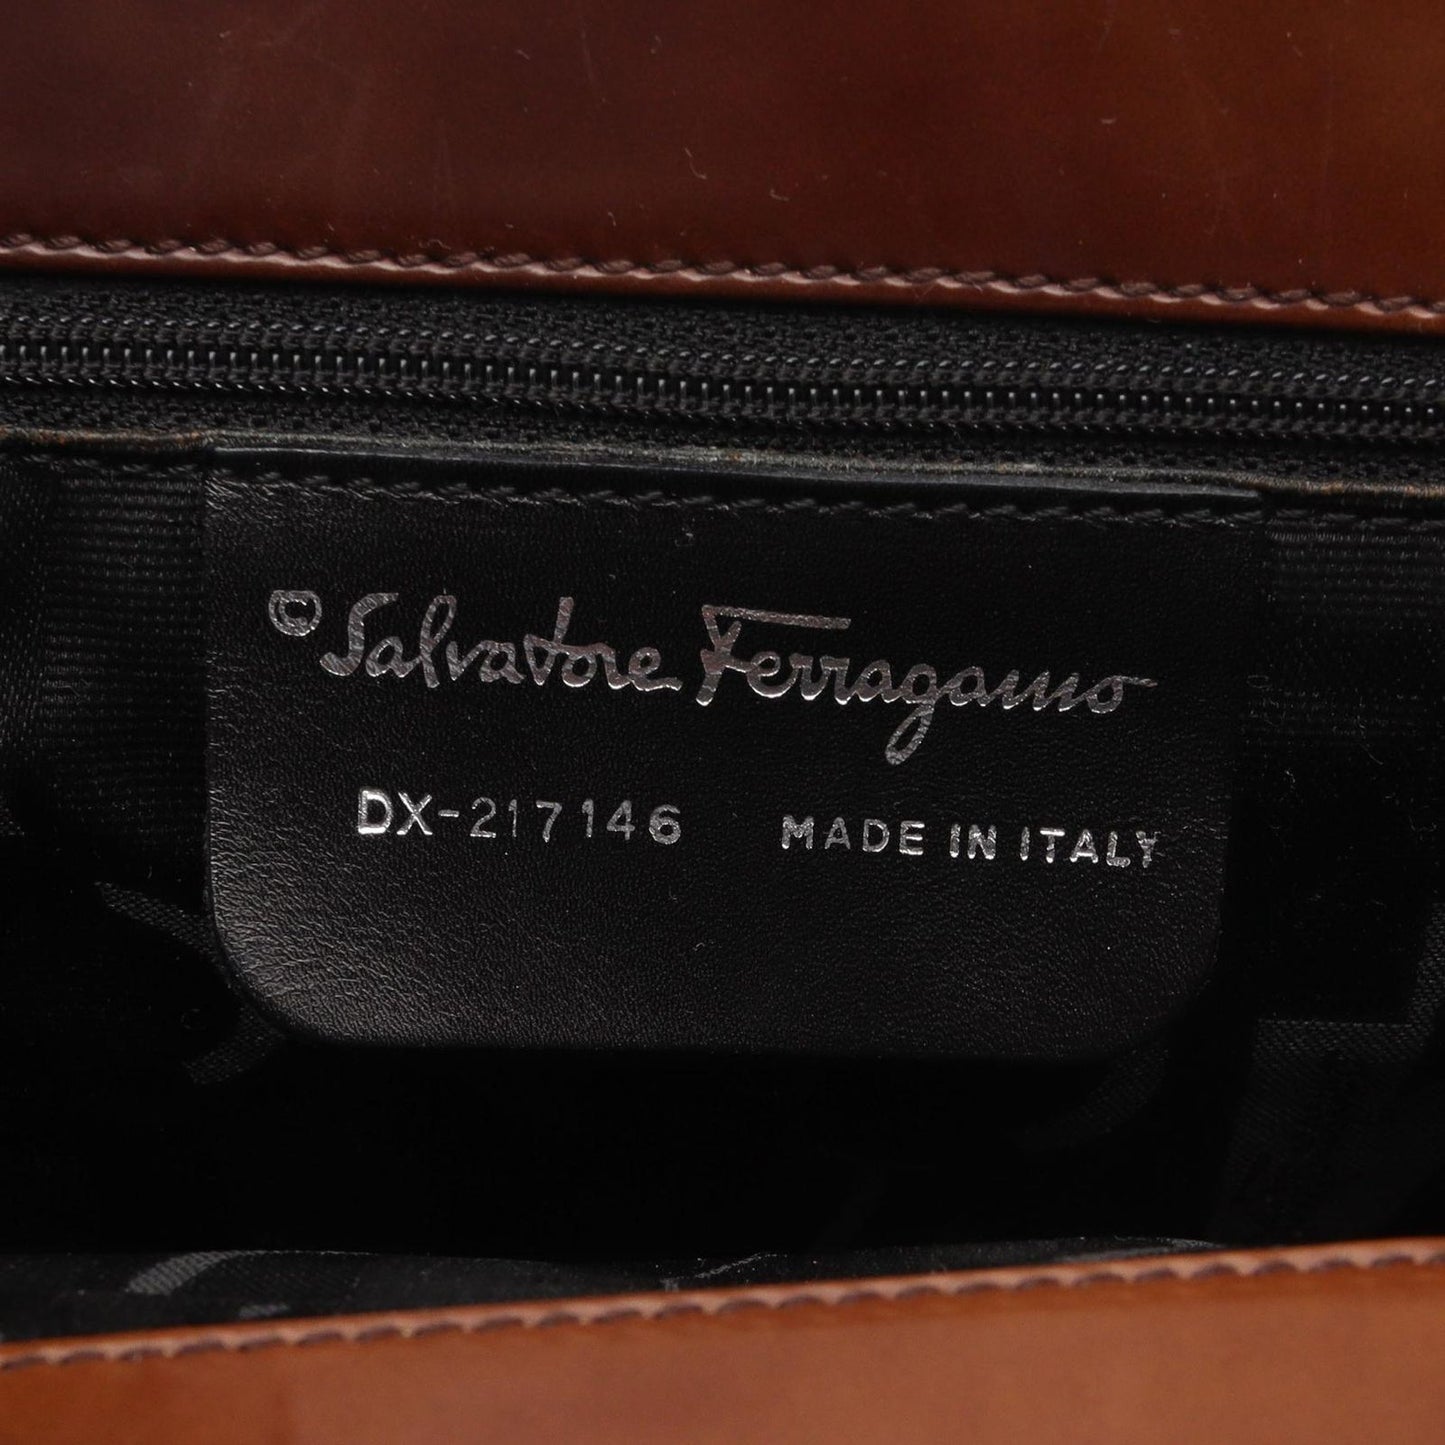 © Salvatore Ferragamo
DX-217146 MADE IN ITALY